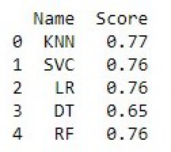 Name Score
0 KNN 0.77
1 SVC 0.76
2 LR 0.76
3 DT 0.65
4 RF 0.76